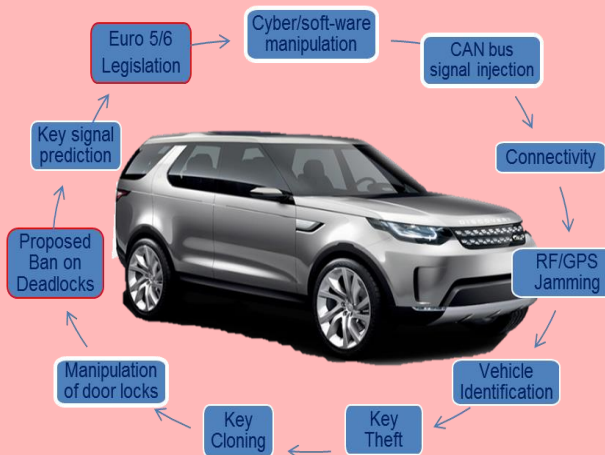 Euro 5/6
Legislation
Cyber/soft-ware
manipulation
CAN bus
signal injection
Connectivity
RF/GPS
Jamming
Vehicle
Identification
Key
Theft
Key
Cloning
Manipulation
of door locks
Proposed
Ban on
Deadlocks
Key signal
prediction
DISCOVERY